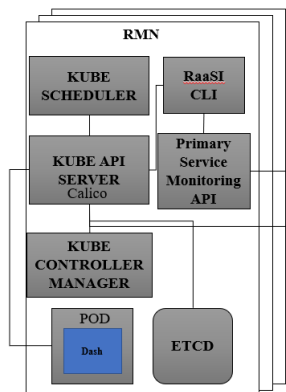 RMN
KUBE
SCHEDULER
RaaSI
CLI
KUBE API
SERVER
Calico
Primary
Service
Monitoring
API
KUBE
CONTROLLER
MANAGER
POD
Dash
ETCD